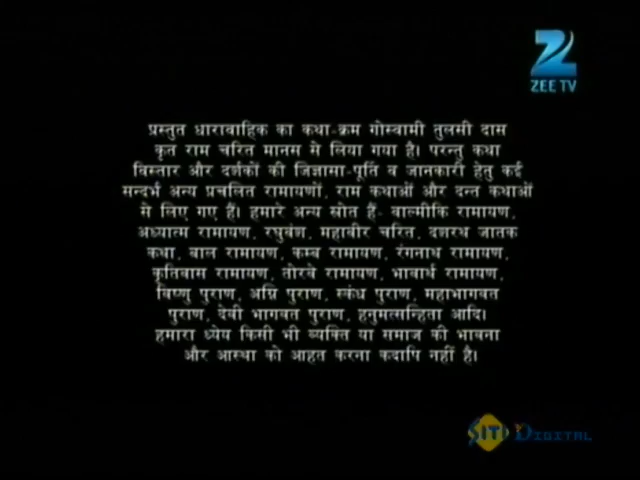 ZEE TV
प्रस्तुत धारावाहिक का कथा-क्रम गोस्वामी तुलसी दास
कृत राम चरित मानस से लिया गया है। परन्तु कथा
विस्तार और दर्शकों की जिज्ञासा-पूर्ति व जानकारी हेतु कई
सन्दर्भ अन्य प्रचलित रामायणों, राम कथाओं और दन्त कथाओं
से लिए गए हैं। हमारे अन्य स्रोत हैं- वाल्मीकि रामायण,
अध्यात्म रामायण, रघुवंश, महावीर चरित, दशरथ जातक
कथा, बाल रामायण, कम्ब रामायण, रंगनाथ रामायण,
कृतिवास रामायण, तोरवे रामायण, भावार्थ रामायण,
विष्णु पुराण, अग्नि पुराण, स्कंध पुराण, महाभागवत
पुराण, देवी भागवत पुराण, हनुमत्सन्हिता आदि।
हमारा ध्येय किसी भी व्यक्ति या समाज की भावना
और आस्था को आहत करना कदापि नहीं है।
SITI DIGITAL